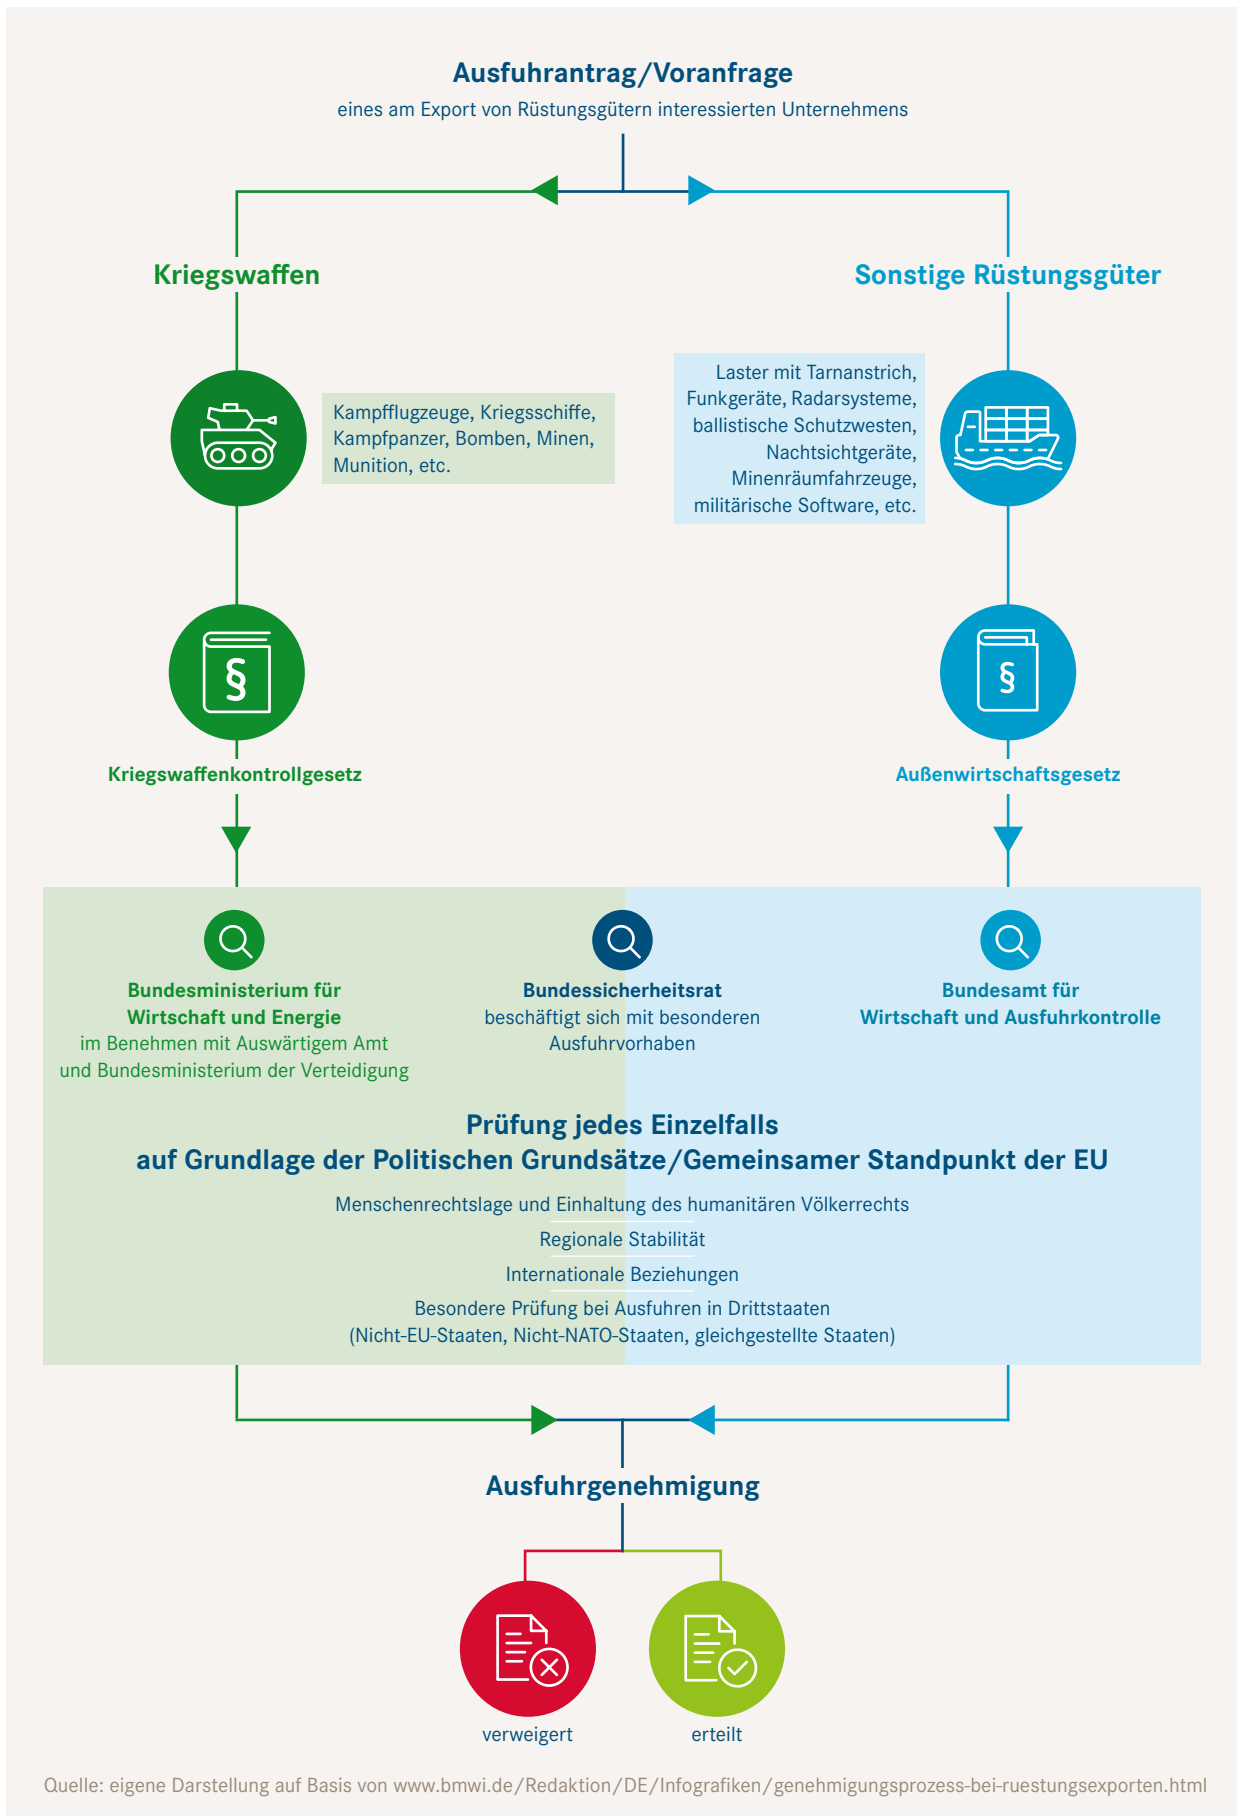 Ausfuhrantrag/Voranfrage
eines am Export von Rüstungsgütern interessierten Unternehmens
Kriegswaffen
Kampfflugzeuge, Kriegsschiffe,
Kampfpanzer, Bomben, Minen,
Munition, etc.
§
Kriegswaffenkontrollgesetz
Sonstige Rüstungsgüter
Laster mit Tarnanstrich,
Funkgeräte, Radarsysteme,
ballistische Schutzwesten,
Nachtsichtgeräte,
Minenräumfahrzeuge,
militärische Software, etc.
§
Außenwirtschaftsgesetz
Bundesministerium für
Wirtschaft und Energie
im Benehmen mit Auswärtigem Amt
und Bundesministerium der Verteidigung
Bundessicherheitsrat
beschäftigt sich mit besonderen
Ausfuhrvorhaben
Bundesamt für
Wirtschaft und Ausfuhrkontrolle
Prüfung jedes Einzelfalls
auf Grundlage der Politischen Grundsätze/Gemeinsamer Standpunkt der EU
Menschenrechtslage und Einhaltung des humanitären Völkerrechts
Regionale Stabilität
Internationale Beziehungen
Besondere Prüfung bei Ausfuhren in Drittstaaten
(Nicht-EU-Staaten, Nicht-NATO-Staaten, gleichgestellte Staaten)
Ausfuhrgenehmigung
verweigert
erteilt
Quelle: eigene Darstellung auf Basis von www.bmwi.de/Redaktion/DE/Infografiken/genehmigungsprozess-bei-ruestungsexporten.html